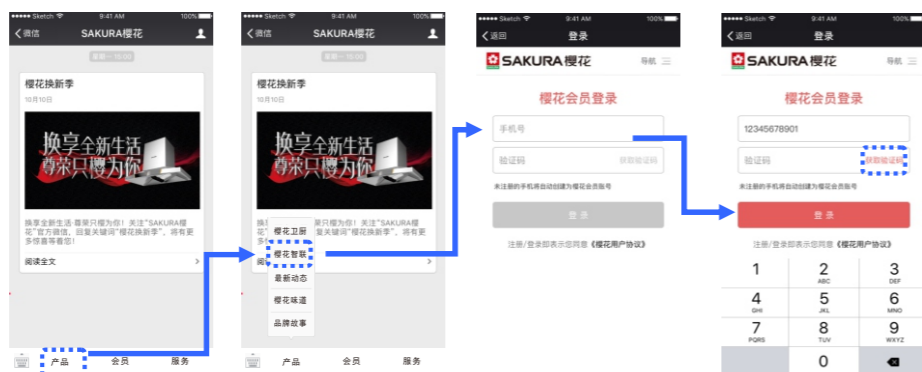 Sketch
9:41 AM
100%
微信
SAKURA樱花
樱花换新季
10月10日
换享全新生活
尊荣只樱为你
换享全新生活·尊荣只樱为你！关注“SAKURA樱
花”官方微信，回复关键词“樱花换新季”，将有更
多惊喜等着您！
阅读全文
产品
会员
服务
Sketch
9:41 AM
100%
微信
SAKURA樱花
樱花换新季
10月10日
换享全新生活
尊荣只樱为你
樱花卫厨
樱花智联
最新动态
樱花味道
品牌故事
阅读全文
产品
会员
服务
Sketch
9:41 AM
100%
返回
登录
SAKURA樱花
导航
樱花会员登录
手机号
验证码
获取验证码
未注册的手机将自动创建为樱花会员账号
登 录
注册/登录即表示您同意《樱花用户协议》
Sketch
9:41 AM
100%
返回
登录
SAKURA樱花
导航
樱花会员登录
12345678901
验证码
获取验证码
未注册的手机将自动创建为樱花会员账号
登 录
注册/登录即表示您同意《樱花用户协议》
1
2
ABC
3
DEF
4
GHI
5
JKL
6
MNO
7
PQRS
8
TUV
9
WXYZ
0